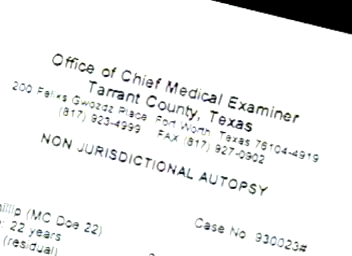 Office of Chief Medical Examiner
Tarrant County, Texas
200 Feliks Gwozdz Place Fort Worth Texas 76104-4919
(817) 923-4999 FAX (817) 927-0902
NON JURISDICTIONAL AUTOPSY
Case No 930023#
(MC Doe 22)
22 years
(residual)